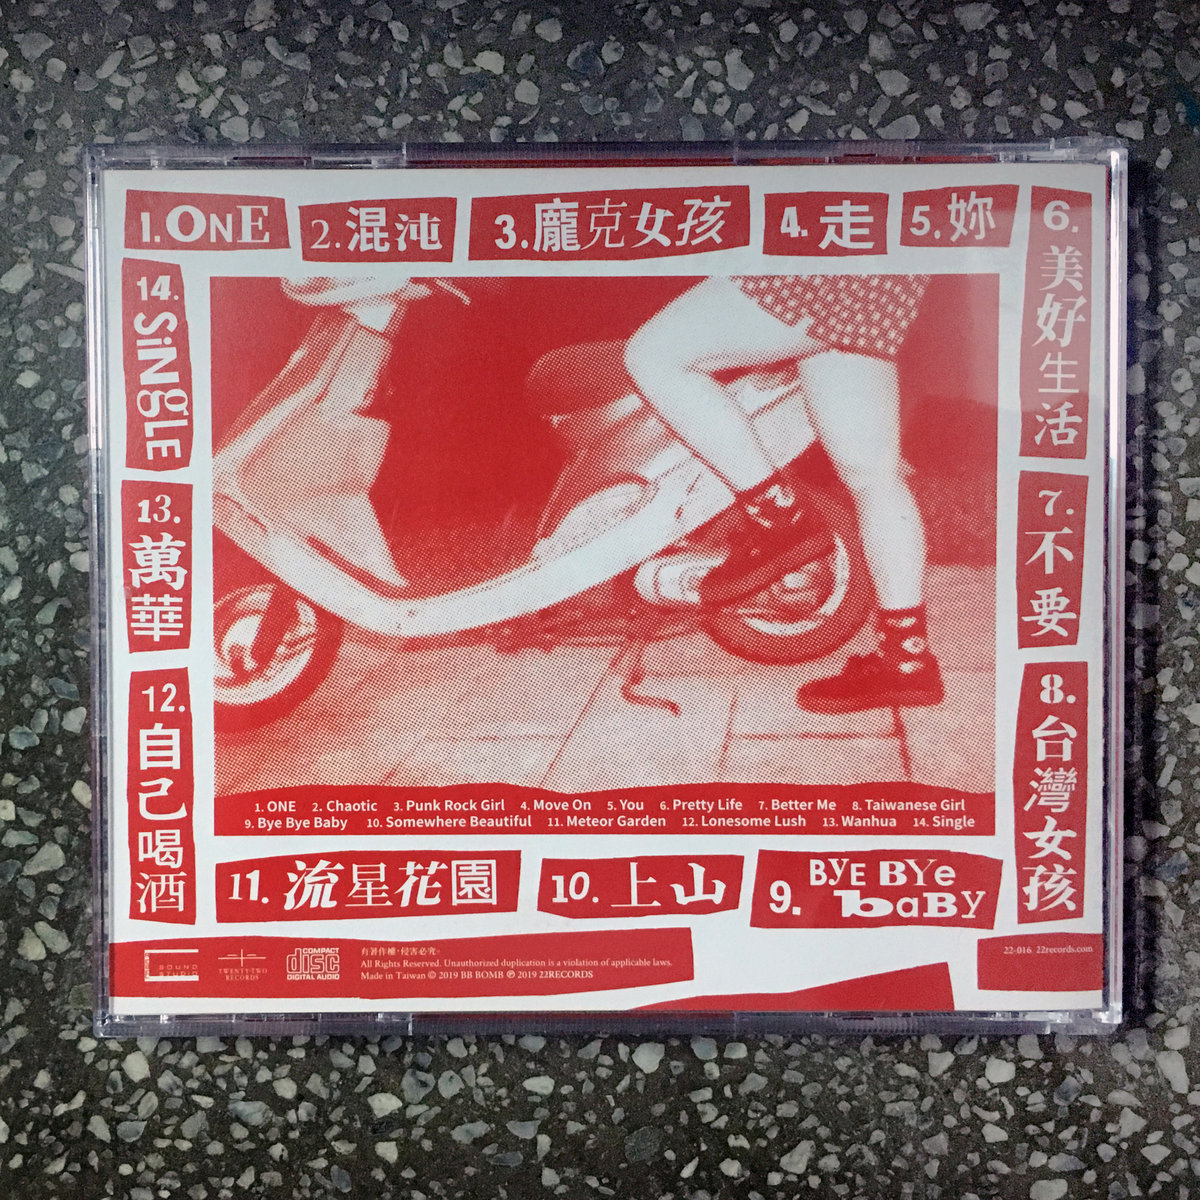 1.ONE
2.混沌
3.龐克女孩
4.走
5.妳
6.美好生活
7.不要
8.台灣女孩
9.BYE BYE baBY
10.上山
11.流星花園
12.自己喝酒
13.萬華
14.SiNgLE
1. ONE 2. Chaotic 3. Punk Rock Girl 4. Move On 5. You 6. Pretty Life 7. Better Me 8. Taiwanese Girl
9. Bye Bye Baby 10. Somewhere Beautiful 11. Meteor Garden 12. Lonesome Lush 13. Wanhua 14. Single
SOUND
STUDIO
TWENTY-TWO
RECORDS
COMPACT
disc
DIGITAL AUDIO
有著作權·侵害必究。
All Rights Reserved. Unauthorized duplication is a violation of applicable laws.
Made in Taiwan © 2019 BB BOMB ℗ 2019 22RECORDS
22-016 22records.com